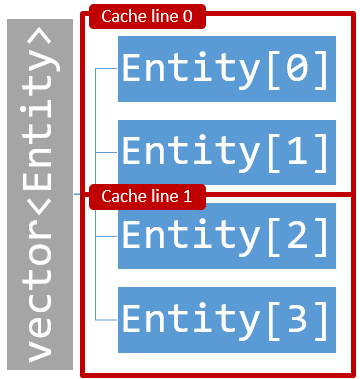 vector<Entity>
Cache line 0
Entity[0]
Entity[1]
Cache line 1
Entity[2]
Entity[3]